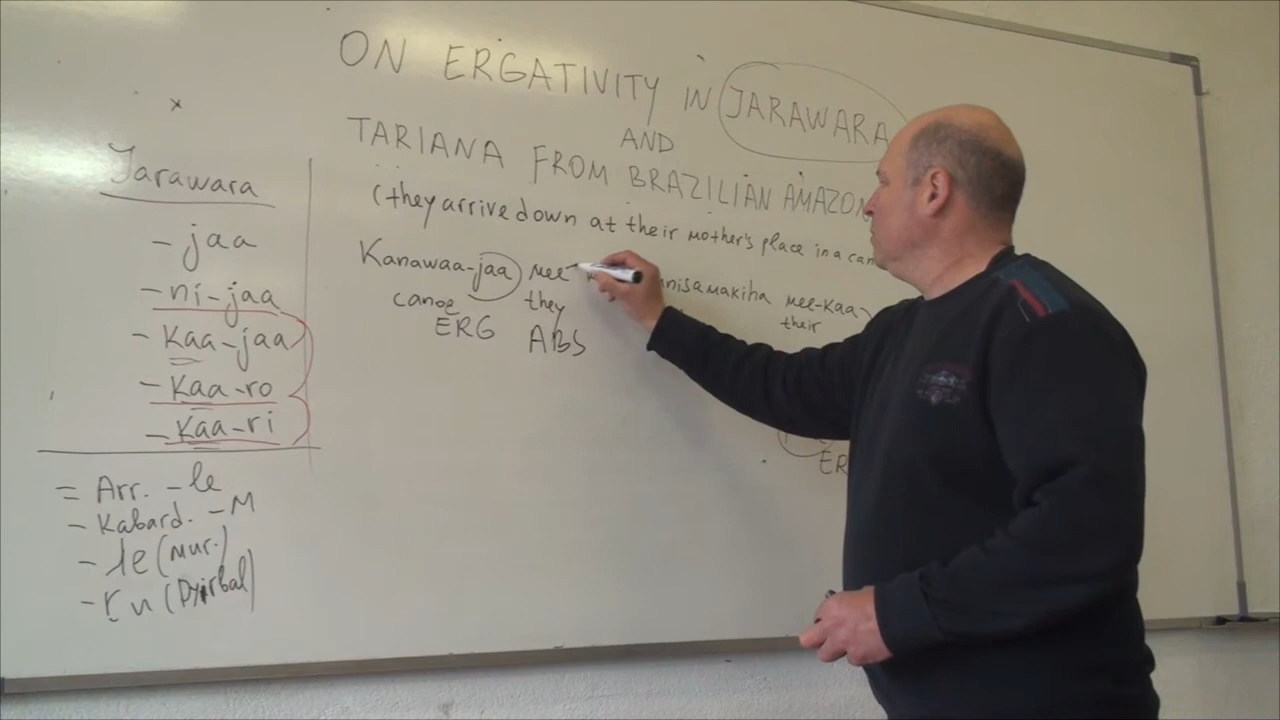 ON ERGATIVITY IN JARAWARA
AND
TARIANA FROM BRAZILIAN AMAZON
(they arrive down at their mother's place in a can
Kanawaa-jaa mee nisamakiha mee-kaa
canoe they their
ERG ABS
ER
Jarawara
- jaa
- ni-jaa
- kaa-jaa
- kaa-ro
- kaa-ri
= Arr. - le
- Kabard. - M
- le (mur.)
- ru (Dyirbal)